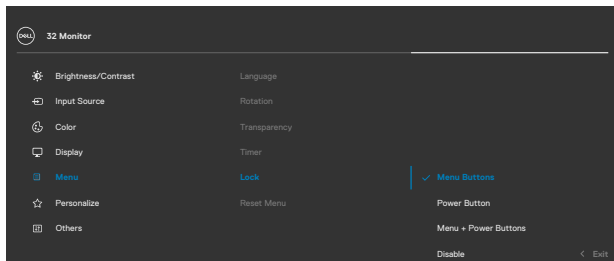 DELL 32 Monitor
Brightness/Contrast Language
Input Source Rotation
Color Transparency
Display Timer
Menu Lock ✓ Menu Buttons
Personalize Reset Menu Power Button
Others Menu + Power Buttons
Disable < Exit